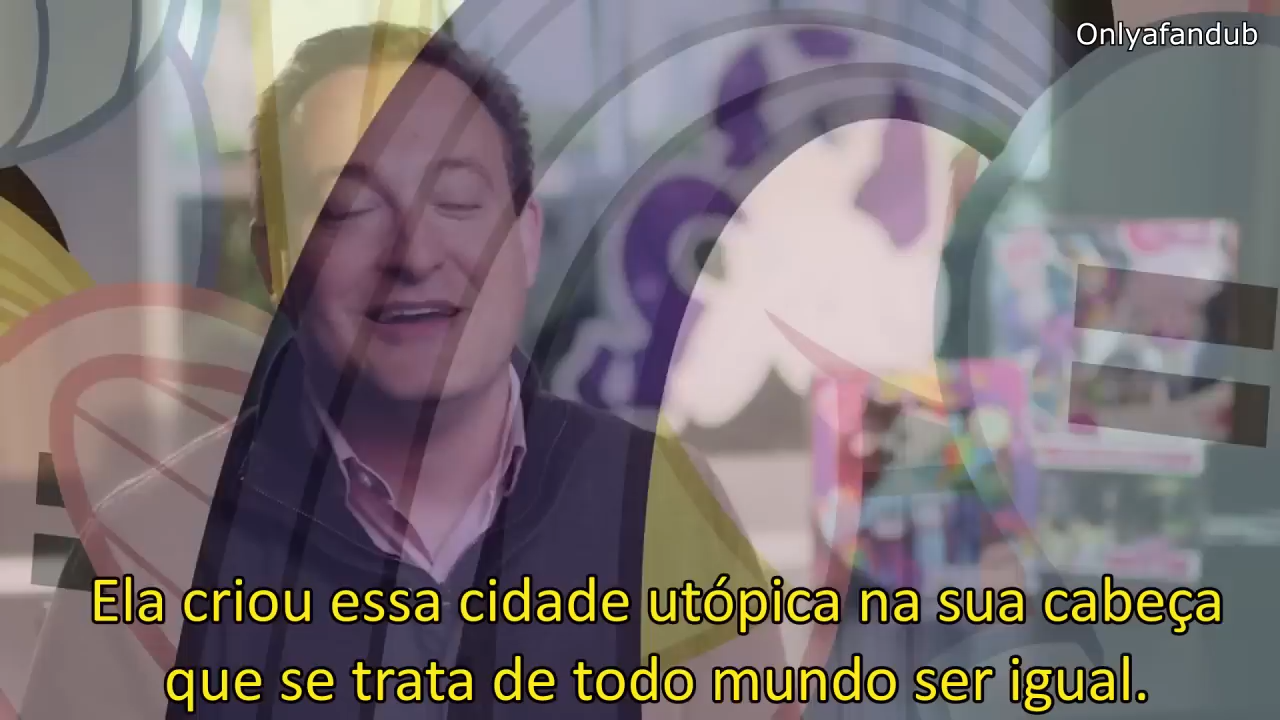 Onlyafandub
Ela criou essa cidade utópica na sua cabeça
que se trata de todo mundo ser igual.